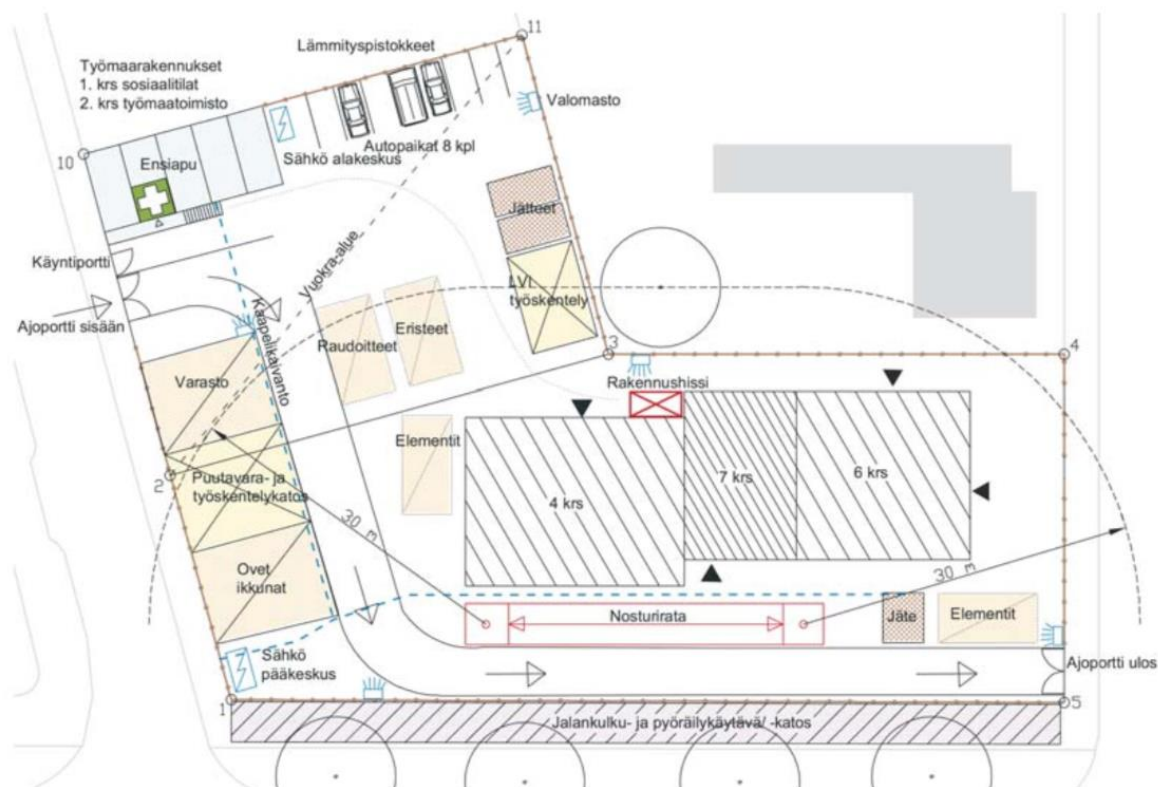 11
Lämmityspistokkeet
Työmaarakennukset
1. krs sosiaalitilat
2. krs työmaatoimisto
Valomasto
10
Ensiapu
Sähkö alakeskus
Autopaikat 8 kpl
Jätteet
Käyntiportti
Vuokra-alue
LVI
työskentely
Ajoportti sisään
Kaapelikaivanto
Raudoitteet
Eristeet
3
4
Varasto
Rakennushissi
Elementit
2
Puutavara- ja
työskentelykatos
30 m
4 krs
7 krs
6 krs
30 m
Ovet
ikkunat
Nosturirata
Jäte
Elementit
Sähkö
pääkeskus
Ajoportti ulos
1
5
Jalankulku- ja pyöräilykäytävä/ -katos